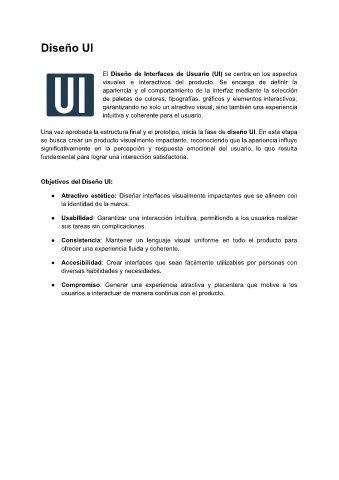 Diseño UI
UI
El Diseño de Interfaces de Usuario (UI) se centra en los aspectos
visuales e interactivos del producto. Se encarga de definir la
apariencia y el comportamiento de la interfaz mediante la selección
de paletas de colores, tipografías, gráficos y elementos interactivos,
garantizando no solo un atractivo visual, sino también una experiencia
intuitiva y coherente para el usuario.
Una vez aprobada la estructura final y el prototipo, inicia la fase de diseño UI. En esta etapa
se busca crear un producto visualmente impactante, reconociendo que la apariencia influye
significativamente en la percepción y respuesta emocional del usuario, lo que resulta
fundamental para lograr una interacción satisfactoria.
Objetivos del Diseño UI:
● Atractivo estético: Diseñar interfaces visualmente impactantes que se alineen con
la identidad de la marca.
● Usabilidad: Garantizar una interacción intuitiva, permitiendo a los usuarios realizar
sus tareas sin complicaciones.
● Consistencia: Mantener un lenguaje visual uniforme en todo el producto para
ofrecer una experiencia fluida y coherente.
● Accesibilidad: Crear interfaces que sean fácilmente utilizables por personas con
diversas habilidades y necesidades.
● Compromiso: Generar una experiencia atractiva y placentera que motive a los
usuarios a interactuar de manera continua con el producto.